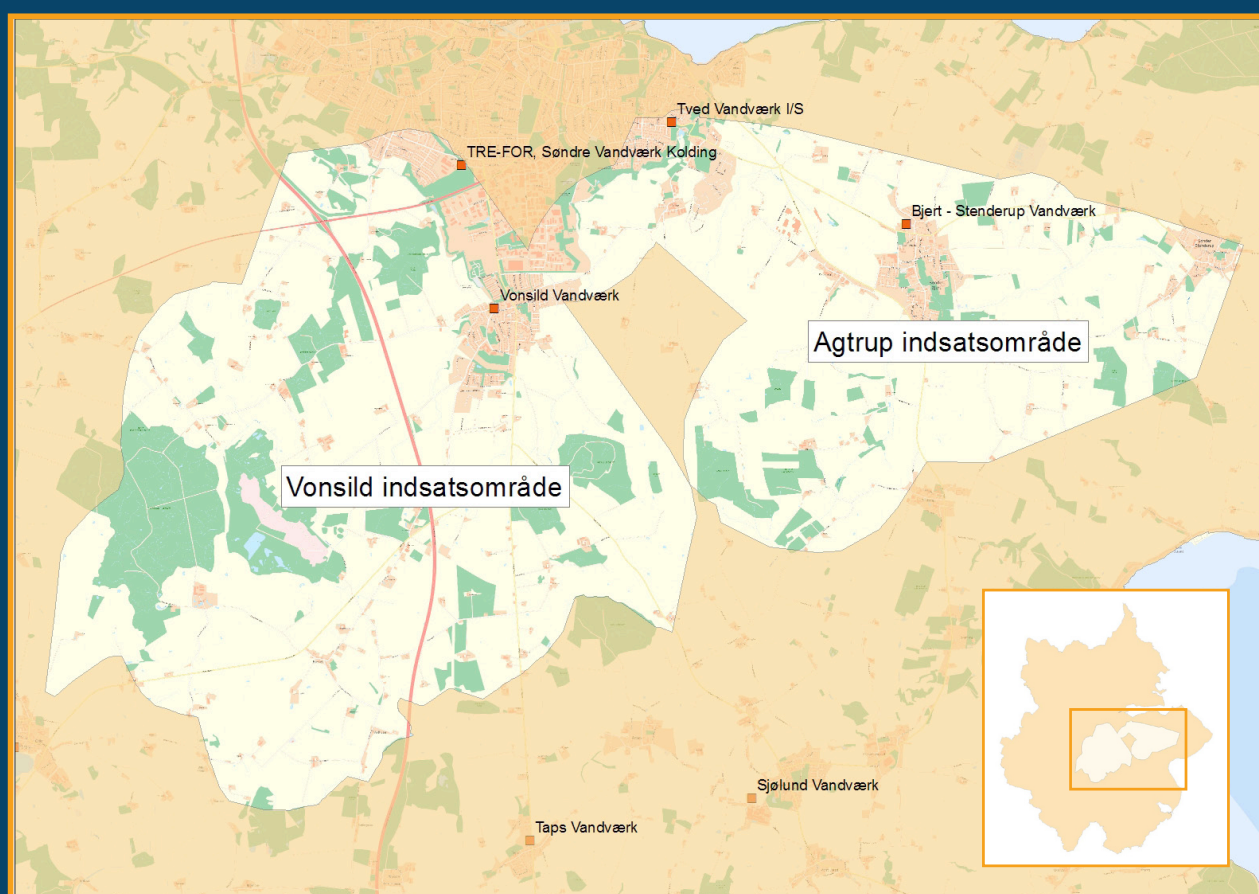 Tved Vandværk I/S
TRE-FOR, Søndre Vandværk Kolding
Bjert - Stenderup Vandværk
Vonsild Vandværk
Agtrup indsatsområde
Vonsild indsatsområde
Sjølund Vandværk
Taps Vandværk